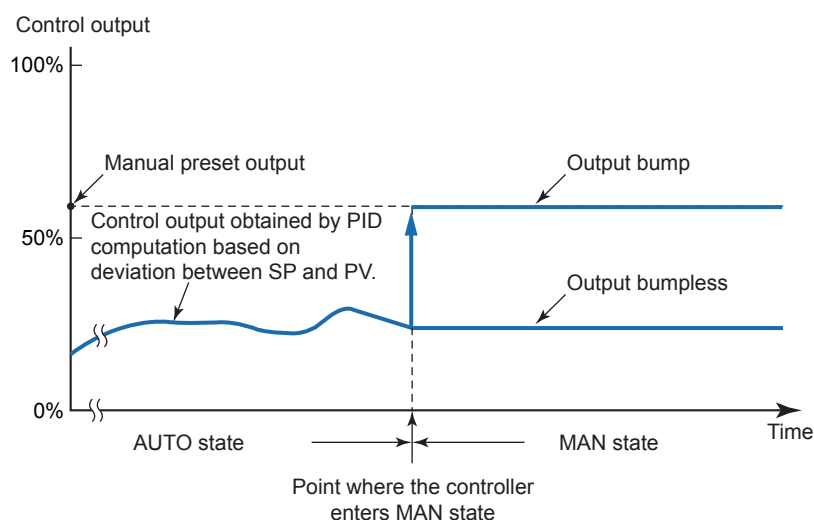 Control output
100%
Manual preset output
Output bump
Control output obtained by PID
computation based on
deviation between SP and PV.
50%
Output bumpless
0%
Time
AUTO state
MAN state
Point where the controller
enters MAN state